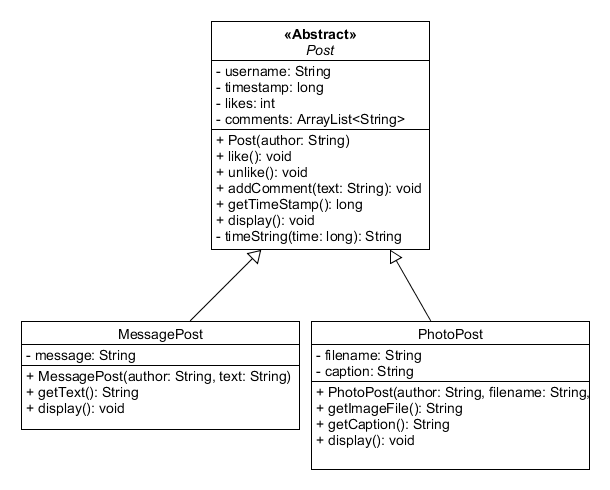 «Abstract»
Post
- username: String
- timestamp: long
- likes: int
- comments: ArrayList<String>
+ Post(author: String)
+ like(): void
+ unlike(): void
+ addComment(text: String): void
+ getTimeStamp(): long
+ display(): void
- timeString(time: long): String
MessagePost
- message: String
+ MessagePost(author: String, text: String)
+ getText(): String
+ display(): void
PhotoPost
- filename: String
- caption: String
+ PhotoPost(author: String, filename: String,
+ getImageFile(): String
+ getCaption(): String
+ display(): void